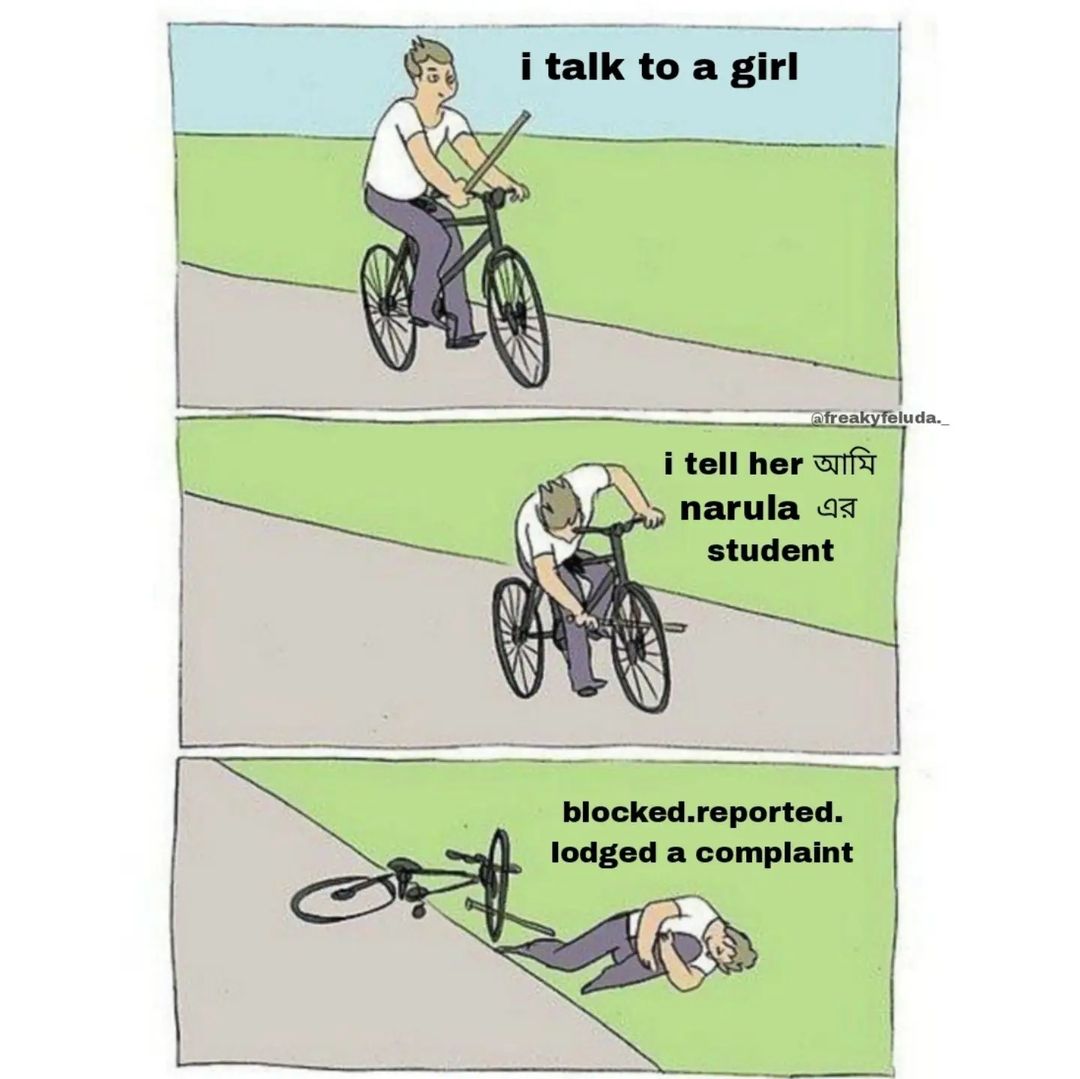 i talk to a girl
@freakyfeluda._
i tell her আমি
narula এর
student
blocked.reported.
lodged a complaint